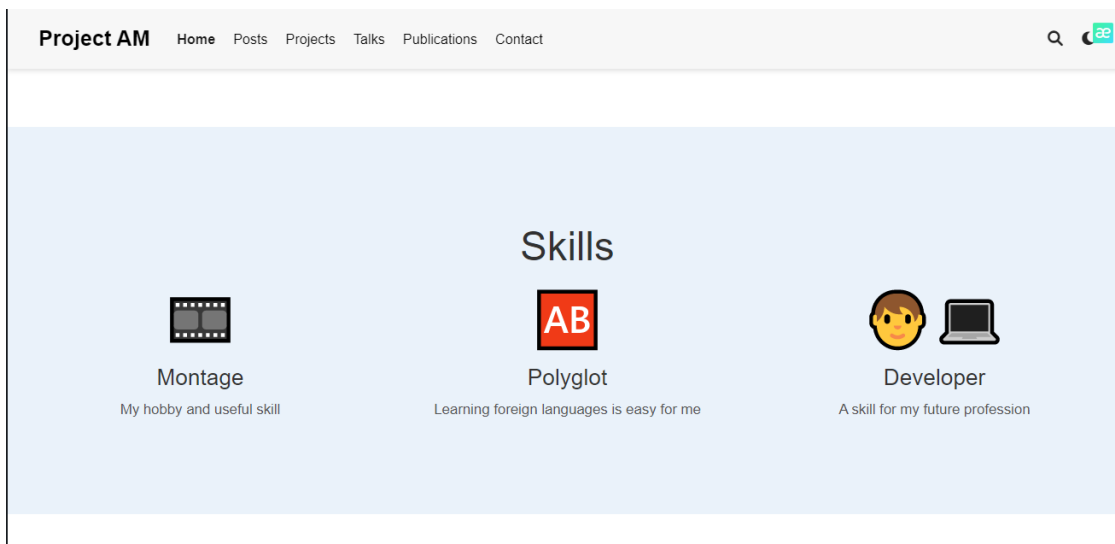 Project AM Home Posts Projects Talks Publications Contact
æ
Skills
AB
Montage Polyglot Developer
My hobby and useful skill Learning foreign languages is easy for me A skill for my future profession